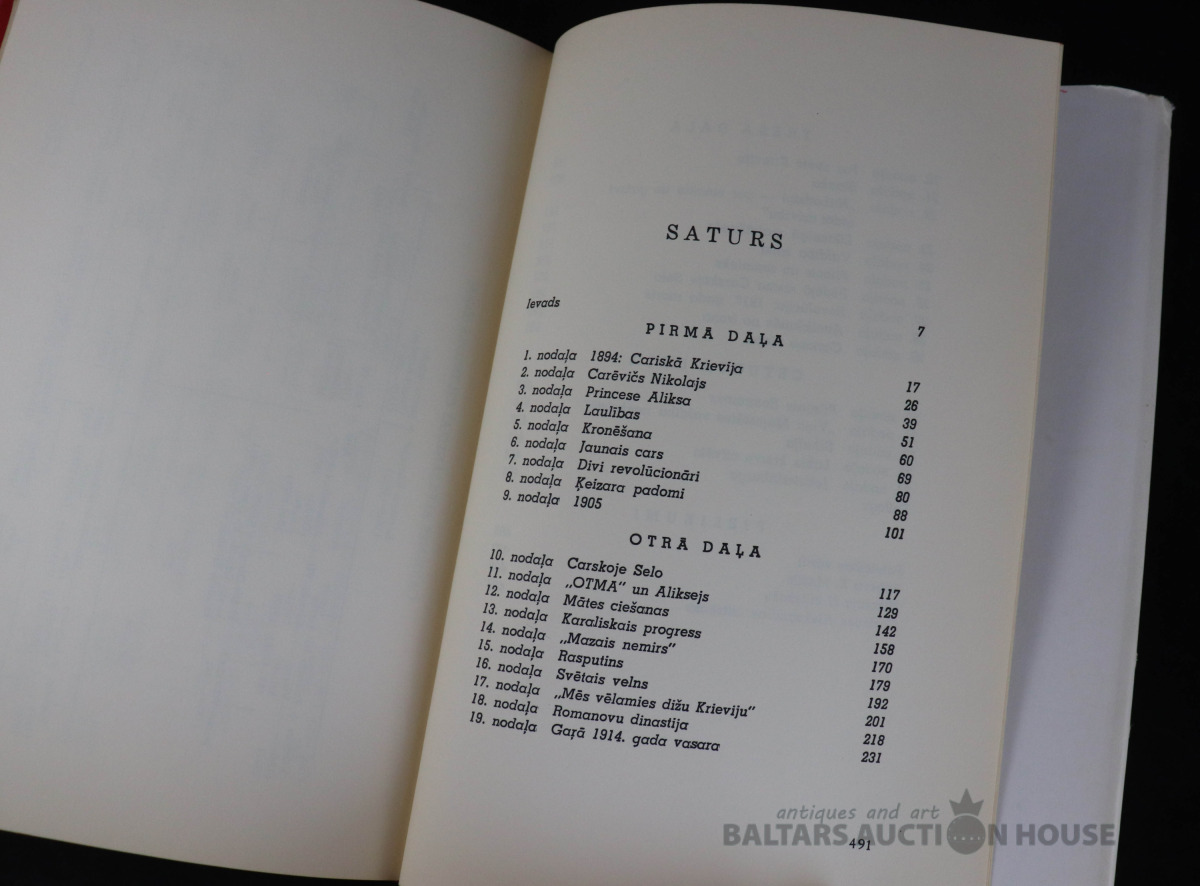 SATURS
Ievads 7
PIRMĀ DAĻA
1. nodaļa 1894: Cariskā Krievija 17
2. nodaļa Carēvičs Nikolajs 26
3. nodaļa Princese Aliksa 39
4. nodaļa Laulības 51
5. nodaļa Kronēšana 60
6. nodaļa Jaunais cars 69
7. nodaļa Divi revolūcionāri 80
8. nodaļa Ķeizara padomi 88
9. nodaļa 1905 101
OTRĀ DAĻA
10. nodaļa Carskoje Selo 117
11. nodaļa „OTMA" un Aliksejs 129
12. nodaļa Mātes ciešanas 142
13. nodaļa Karaliskais progress 158
14. nodaļa „Mazais nemirs" 170
15. nodaļa Rasputins 179
16. nodaļa Svētais velns 192
17. nodaļa „Mēs vēlamies dižu Krieviju" 201
18. nodaļa Romanovu dinastija 218
19. nodaļa Gaŗā 1914. gada vasara 231
491
antiques and art
BALTARS AUCTION HOUSE